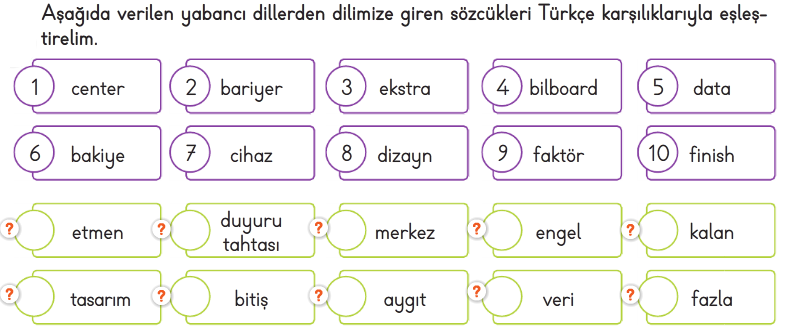 Aşağıda verilen yabancı dillerden dilimize giren sözcükleri Türkçe karşılıklarıyla eşleş-
tirelim.
1 center 2 bariyer 3 ekstra 4 bilboard 5 data
6 bakiye 7 cihaz 8 dizayn 9 faktör 10 finish
? etmen ? duyuru tahtası ? merkez ? engel ? kalan
? tasarım ? bitiş ? aygıt ? veri ? fazla